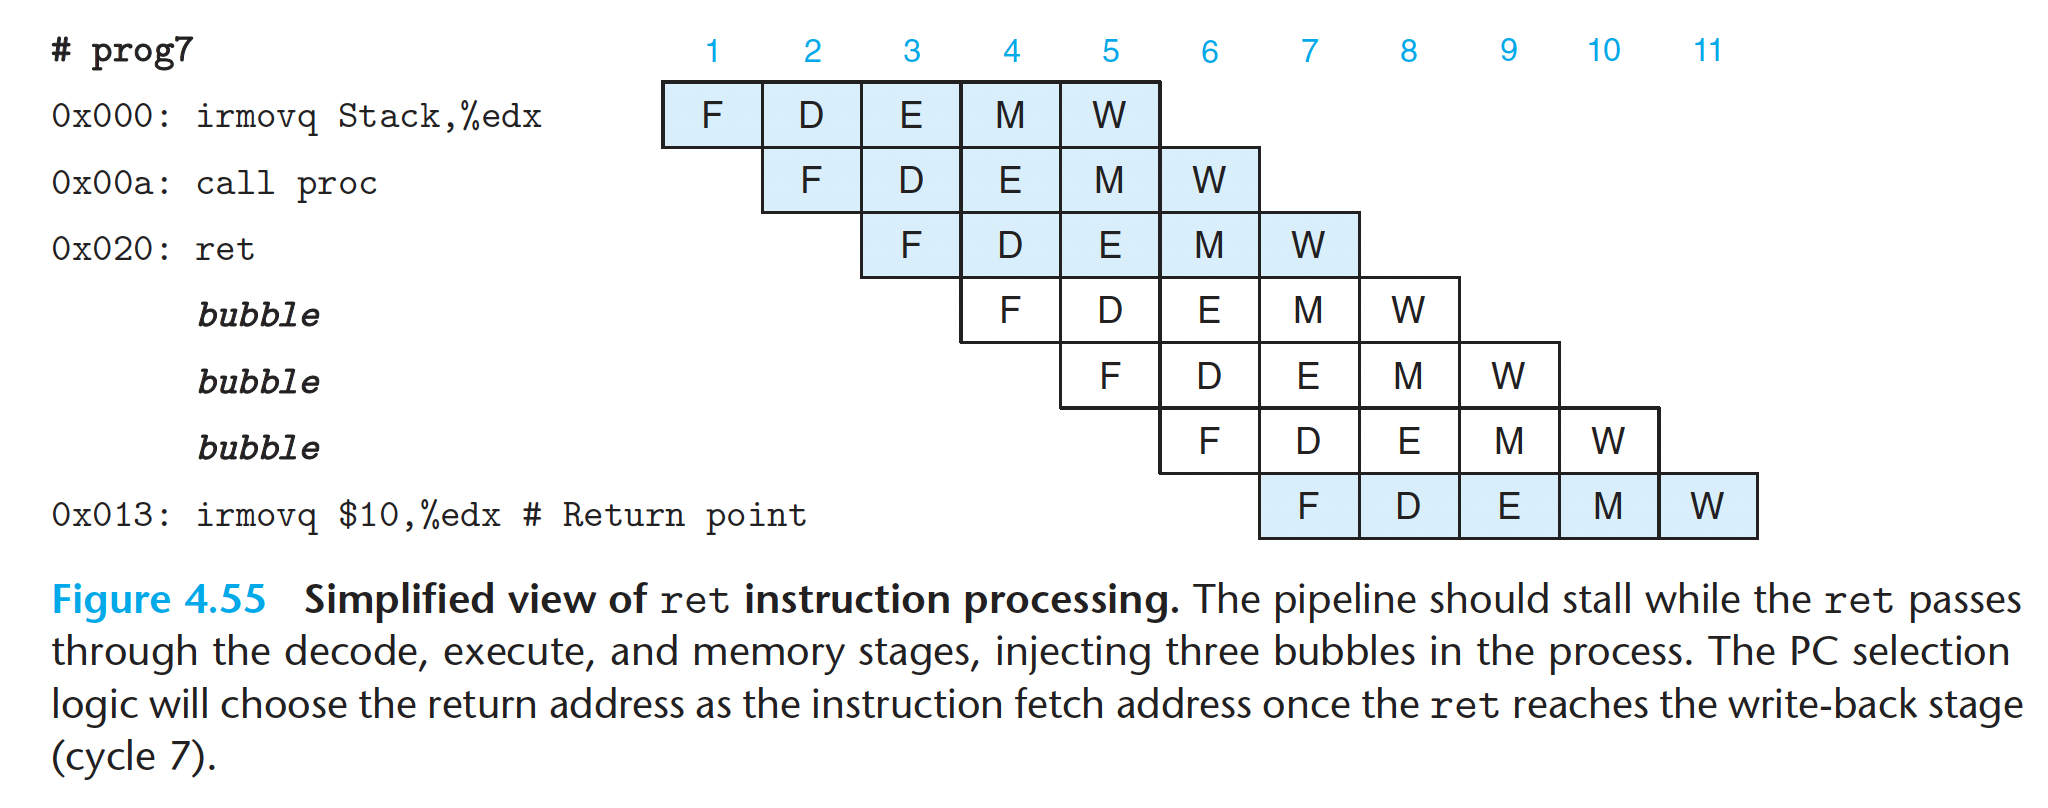 # prog7 1 2 3 4 5 6 7 8 9 10 11
0x000: irmovq Stack,%edx F D E M W
0x00a: call proc F D E M W
0x020: ret F D E M W
bubble F D E M W
bubble F D E M W
bubble F D E M W
0x013: irmovq $10,%edx # Return point F D E M W
Figure 4.55 Simplified view of ret instruction processing. The pipeline should stall while the ret passes
through the decode, execute, and memory stages, injecting three bubbles in the process. The PC selection
logic will choose the return address as the instruction fetch address once the ret reaches the write-back stage
(cycle 7).